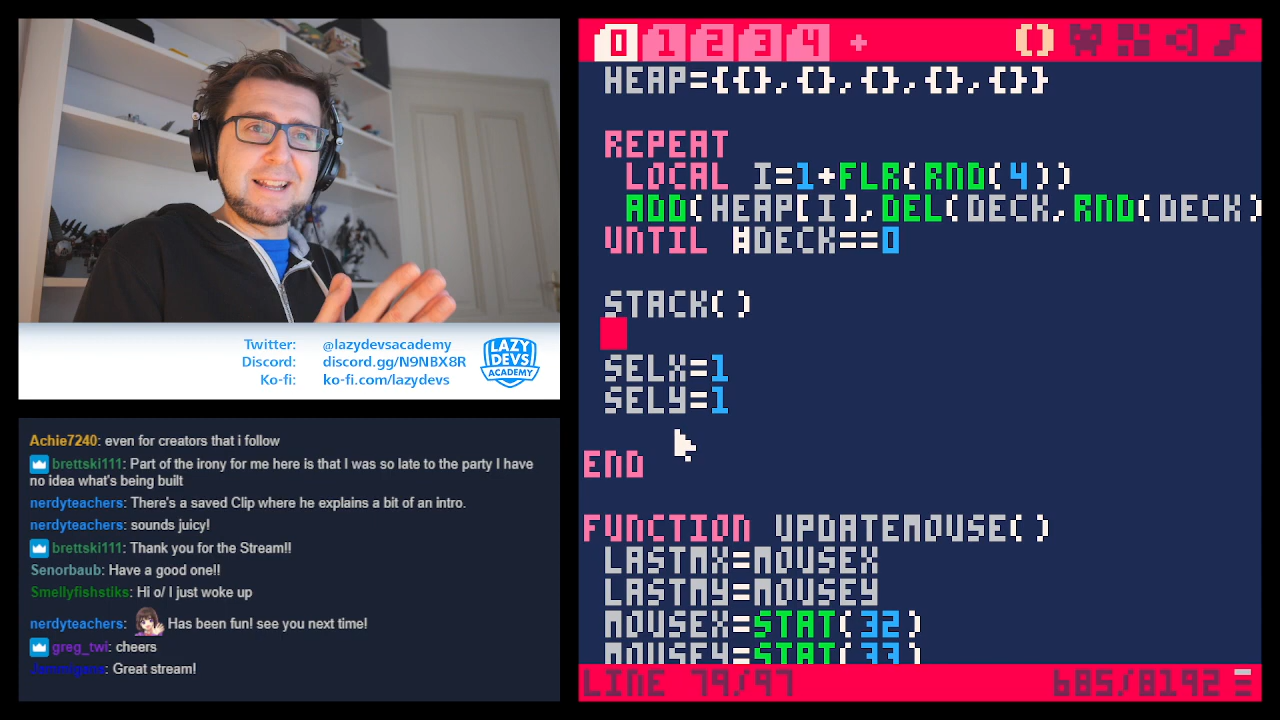 Twitter: @lazydevsacademy
Discord: discord.gg/N9NBX8R
Ko-fi: ko-fi.com/lazydevs
LAZY
DEVS
ACADEMY
Achie7240: even for creators that i follow
brettski111: Part of the irony for me here is that I was so late to the party I have
no idea what's being built
nerdyteachers: There's a saved Clip where he explains a bit of an intro.
nerdyteachers: sounds juicy!
brettski111: Thank you for the Stream!!
Senorbaub: Have a good one!!
Smellyfishstiks: Hi o/ I just woke up
nerdyteachers: Has been fun! see you next time!
greg_twi: cheers
Great stream!
0 1 2 3 4 + ()
HEAP={{},{},{},{},{}}
REPEAT
LOCAL I=1+FLR(RND(4))
ADD(HEAP[I],DEL(DECK,RND(DECK)
UNTIL #DECK==0
STACK()
SELX=1
SELY=1
END
FUNCTION UPDATEMOUSE()
LASTMX=MOUSEX
LASTMY=MOUSEY
MOUSEX=STAT(32)
MOUSEY=STAT(33)
LINE 79/97 685/8192